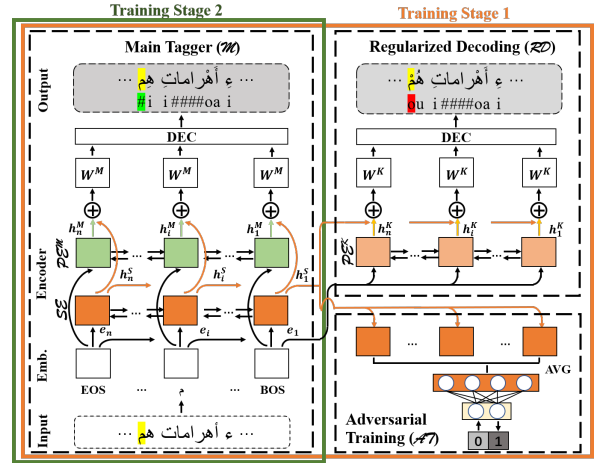 Training Stage 2
Training Stage 1
Main Tagger (ℳ)
Regularized Decoding (ℛ𝒟)
Output
... ءِ أَهْراماتِ هِم ...
#i i ####oa i
... ءِ أَهْراماتِ هُمْ ...
ou i ####oa i
DEC
DEC
W^M W^M W^M
W^K W^K W^K
h_n^M h_i^M h_1^M
h_n^K h_i^K h_1^K
Encoder
PE^M
PE^K
h_n^S h_i^S h_1^S
SE
e_n e_i e_1
Emb.
EOS ... م ... BOS
... ...
AVG
Input
... ء أهرامات هم ...
Adversarial
Training (𝒜𝒯)
0 1